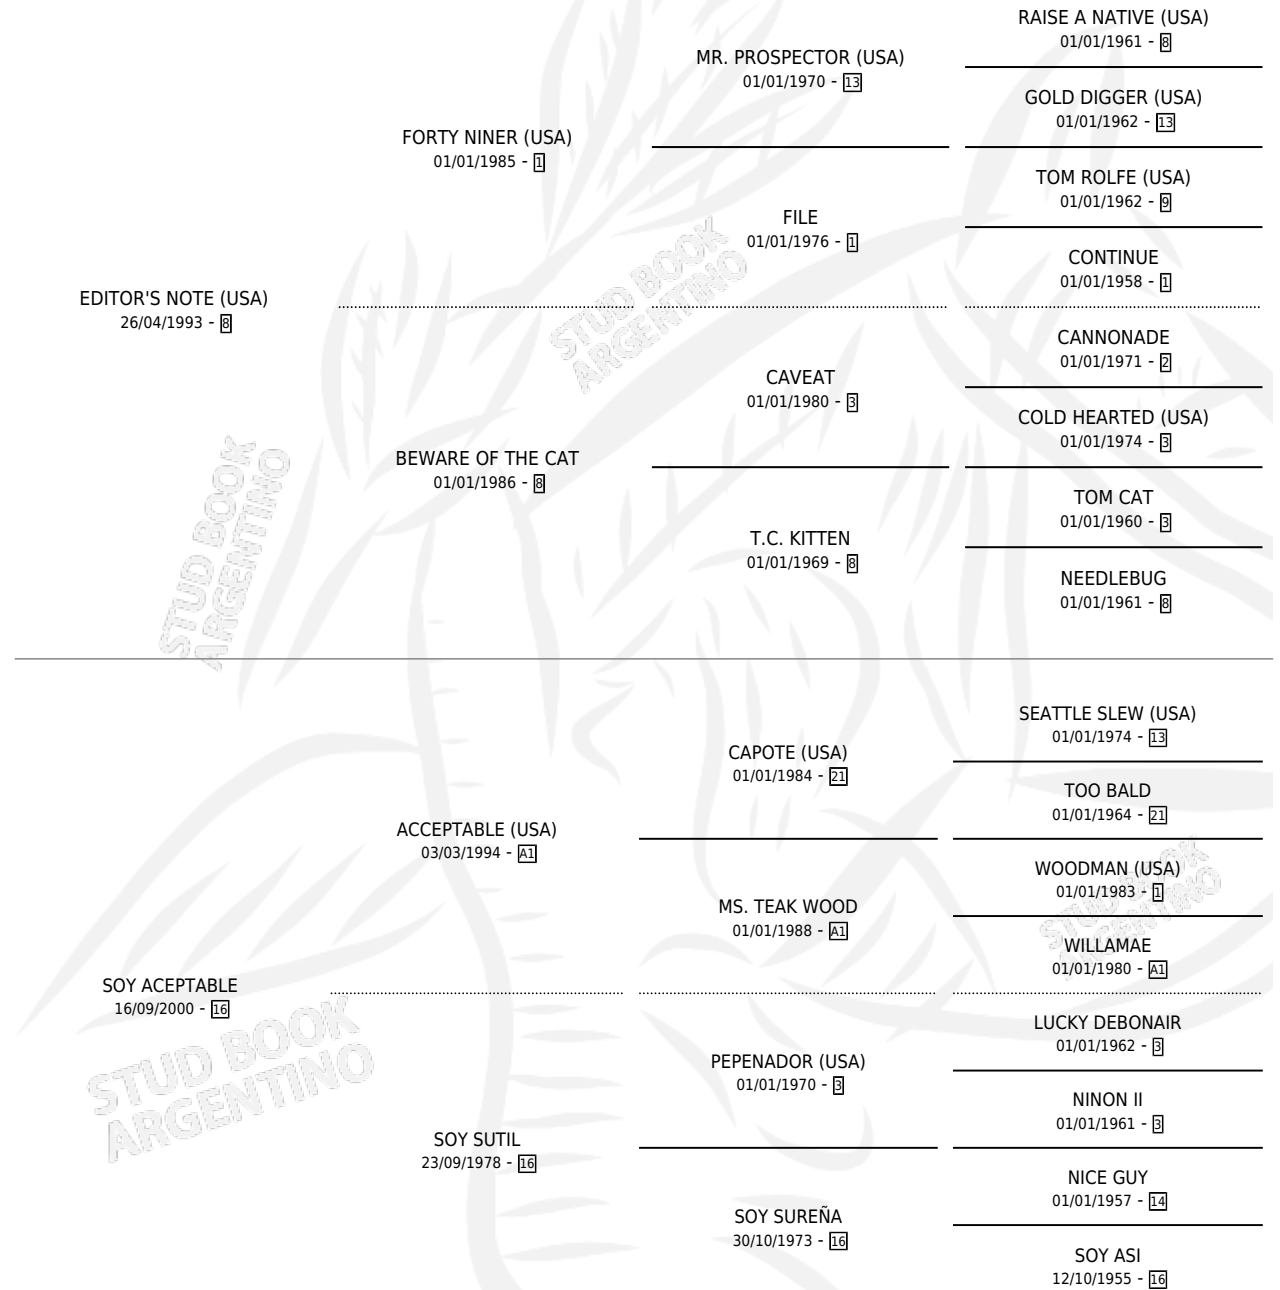 RAISE A NATIVE (USA)
01/01/1961 - 8
MR. PROSPECTOR (USA)
01/01/1970 - 13
GOLD DIGGER (USA)
01/01/1962 - 13
FORTY NINER (USA)
01/01/1985 - 1
TOM ROLFE (USA)
01/01/1962 - 9
FILE
01/01/1976 - 1
CONTINUE
01/01/1958 - 1
EDITOR'S NOTE (USA)
26/04/1993 - 8
CANNONADE
01/01/1971 - 2
CAVEAT
01/01/1980 - 3
COLD HEARTED (USA)
01/01/1974 - 3
BEWARE OF THE CAT
01/01/1986 - 8
TOM CAT
01/01/1960 - 3
T.C. KITTEN
01/01/1969 - 8
NEEDLEBUG
01/01/1961 - 8
SEATTLE SLEW (USA)
01/01/1974 - 13
CAPOTE (USA)
01/01/1984 - 21
TOO BALD
01/01/1964 - 21
ACCEPTABLE (USA)
03/03/1994 - A1
WOODMAN (USA)
01/01/1983 - 1
MS. TEAK WOOD
01/01/1988 - A1
WILLAMAE
01/01/1980 - A1
SOY ACEPTABLE
16/09/2000 - 16
LUCKY DEBONAIR
01/01/1962 - 3
PEPENADOR (USA)
01/01/1970 - 3
NINON II
01/01/1961 - 3
SOY SUTIL
23/09/1978 - 16
NICE GUY
01/01/1957 - 14
SOY SUREÑA
30/10/1973 - 16
SOY ASI
12/10/1955 - 16
STUD BOOK
ARGENTINO
STUD BOOK
ARGENTINO
STUD BOOK
ARGENTINO
STUD BOOK
ARGENTINO